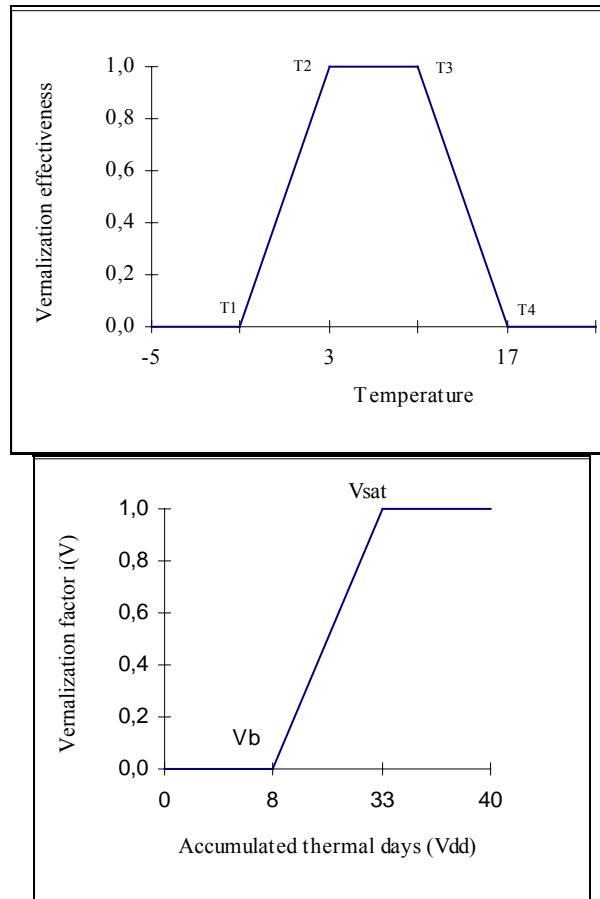 Vernalization effectiveness
1,0
0,8
0,6
0,4
0,2
0,0
T2
T3
T1
T4
-5
3
17
Temperature
Vernalization factor i(V)
1,0
0,8
0,6
0,4
0,2
0,0
Vsat
Vb
0
8
33
40
Accumulated thermal days (Vdd)